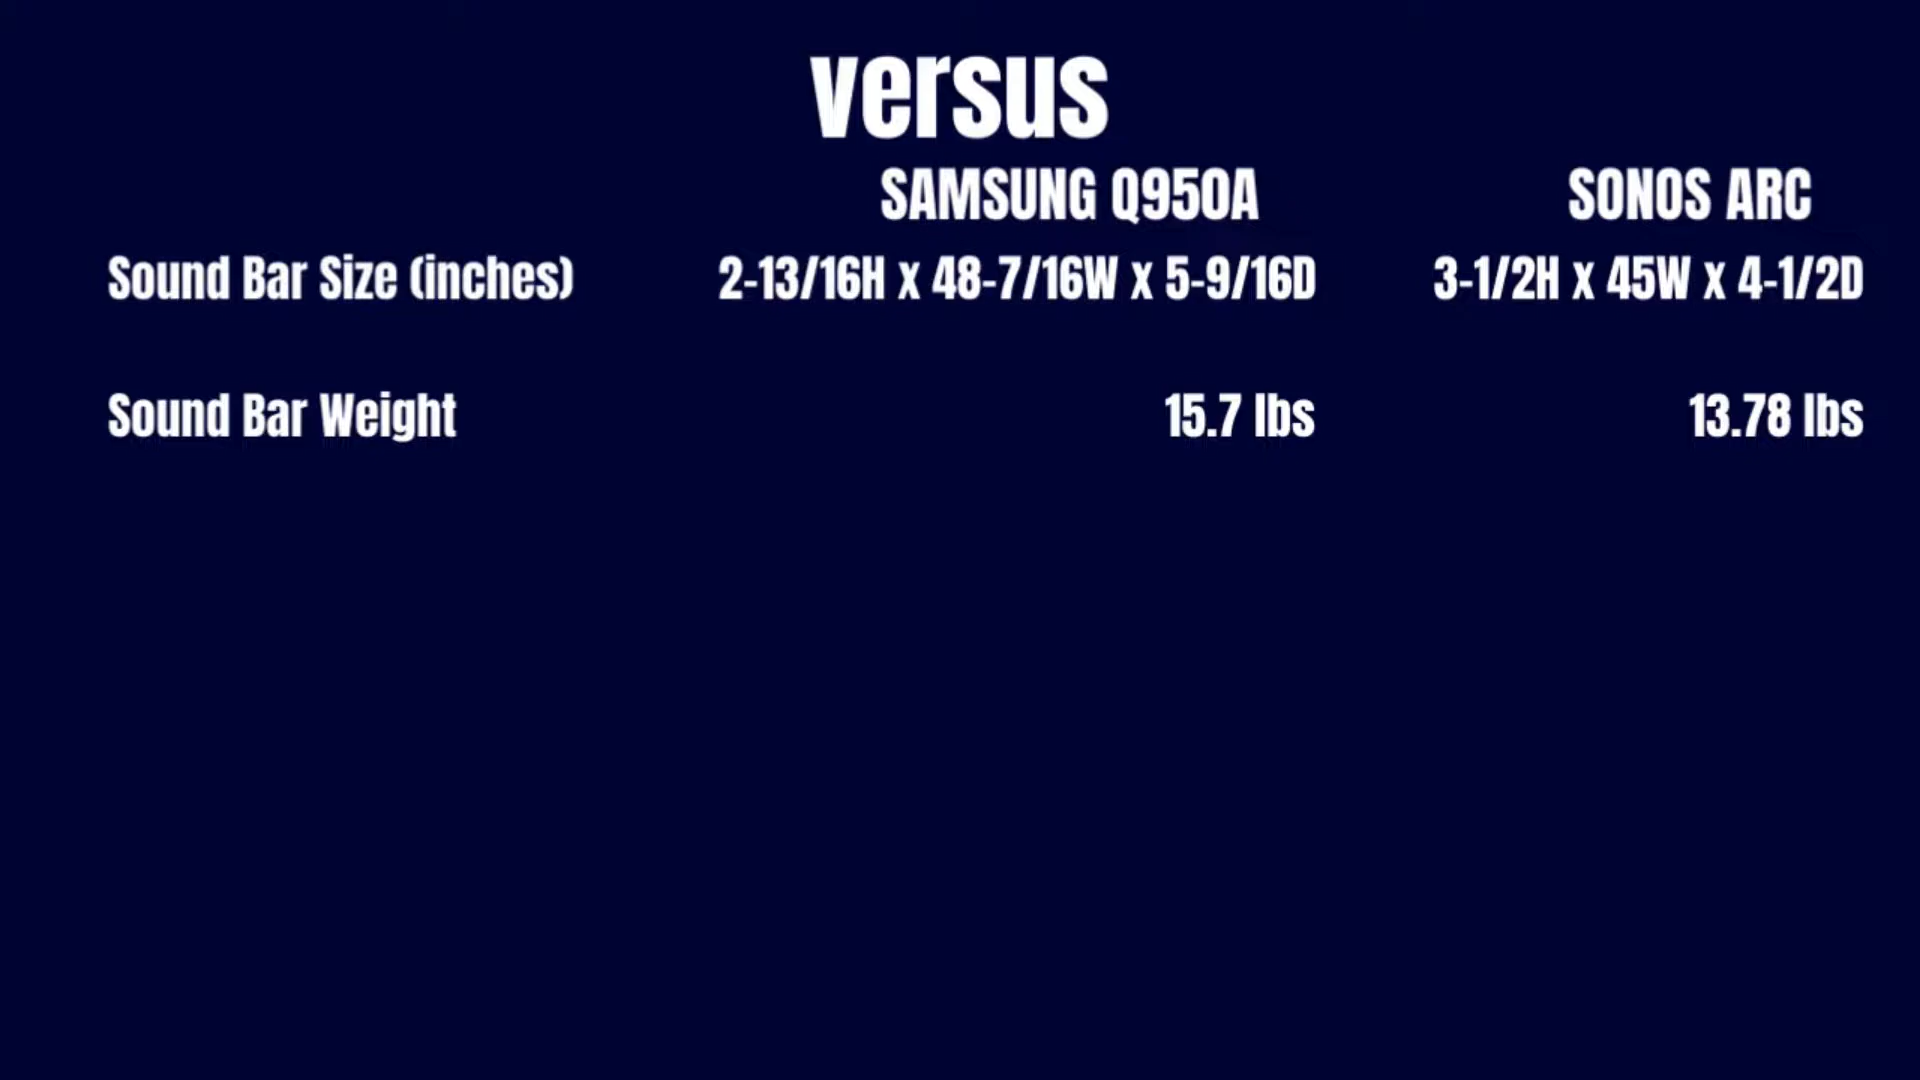 versus
SAMSUNG Q950A SONOS ARC
Sound Bar Size (inches) 2-13/16H x 48-7/16W x 5-9/16D 3-1/2H x 45W x 4-1/2D
Sound Bar Weight 15.7 lbs 13.78 lbs